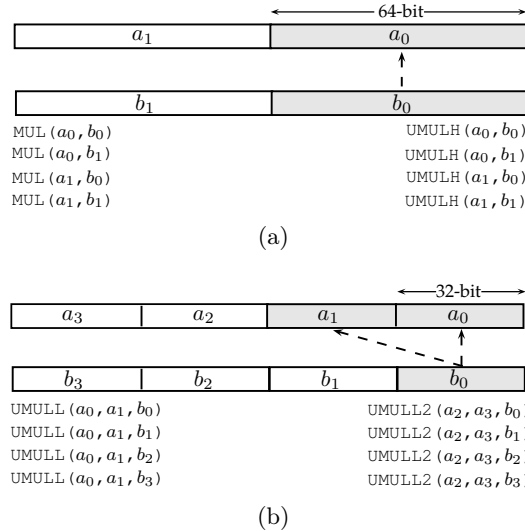 64-bit
a1 a0
b1 b0
MUL(a0,b0) UMULH(a0,b0)
MUL(a0,b1) UMULH(a0,b1)
MUL(a1,b0) UMULH(a1,b0)
MUL(a1,b1) UMULH(a1,b1)
(a)
32-bit
a3 a2 a1 a0
b3 b2 b1 b0
UMULL(a0,a1,b0) UMULL2(a2,a3,b0)
UMULL(a0,a1,b1) UMULL2(a2,a3,b1)
UMULL(a0,a1,b2) UMULL2(a2,a3,b2)
UMULL(a0,a1,b3) UMULL2(a2,a3,b3)
(b)